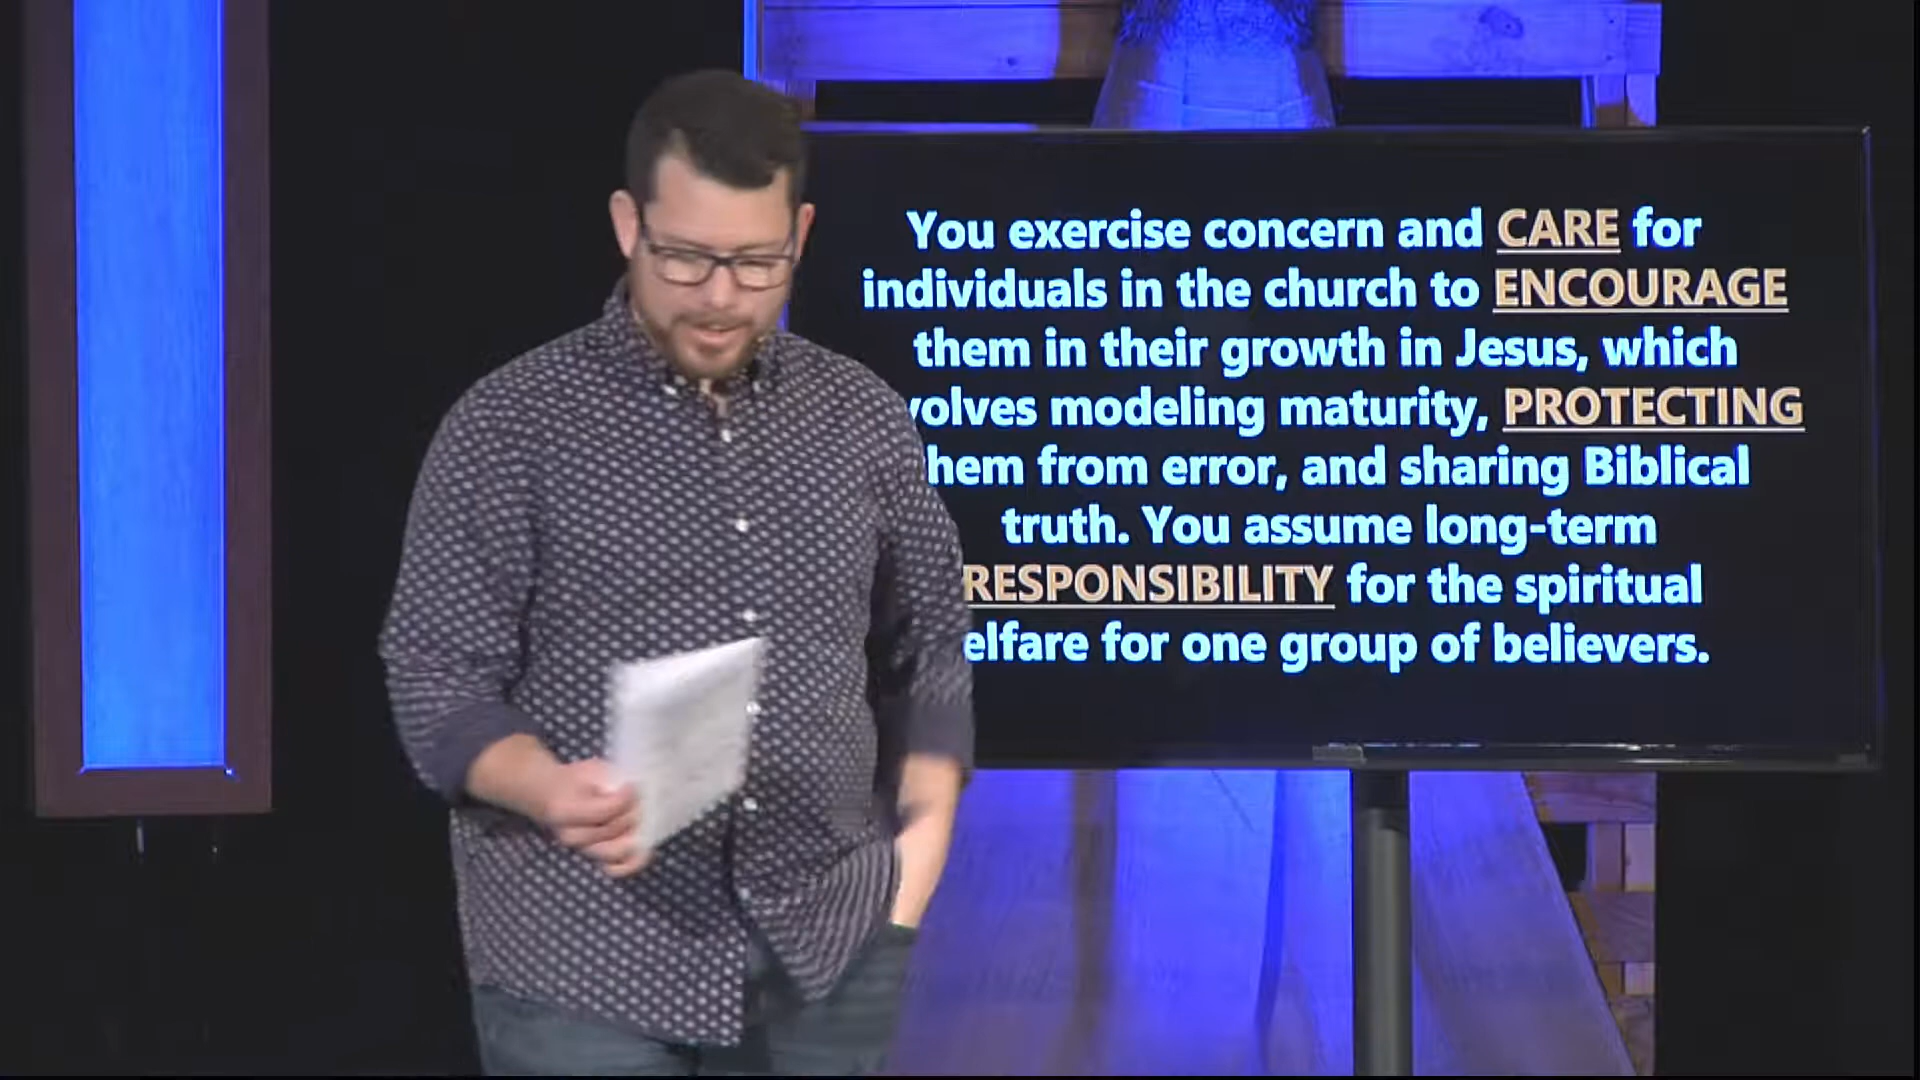 You exercise concern and CARE for
individuals in the church to ENCOURAGE
them in their growth in Jesus, which
volves modeling maturity, PROTECTING
hem from error, and sharing Biblical
truth. You assume long-term
RESPONSIBILITY for the spiritual
elfare for one group of believers.